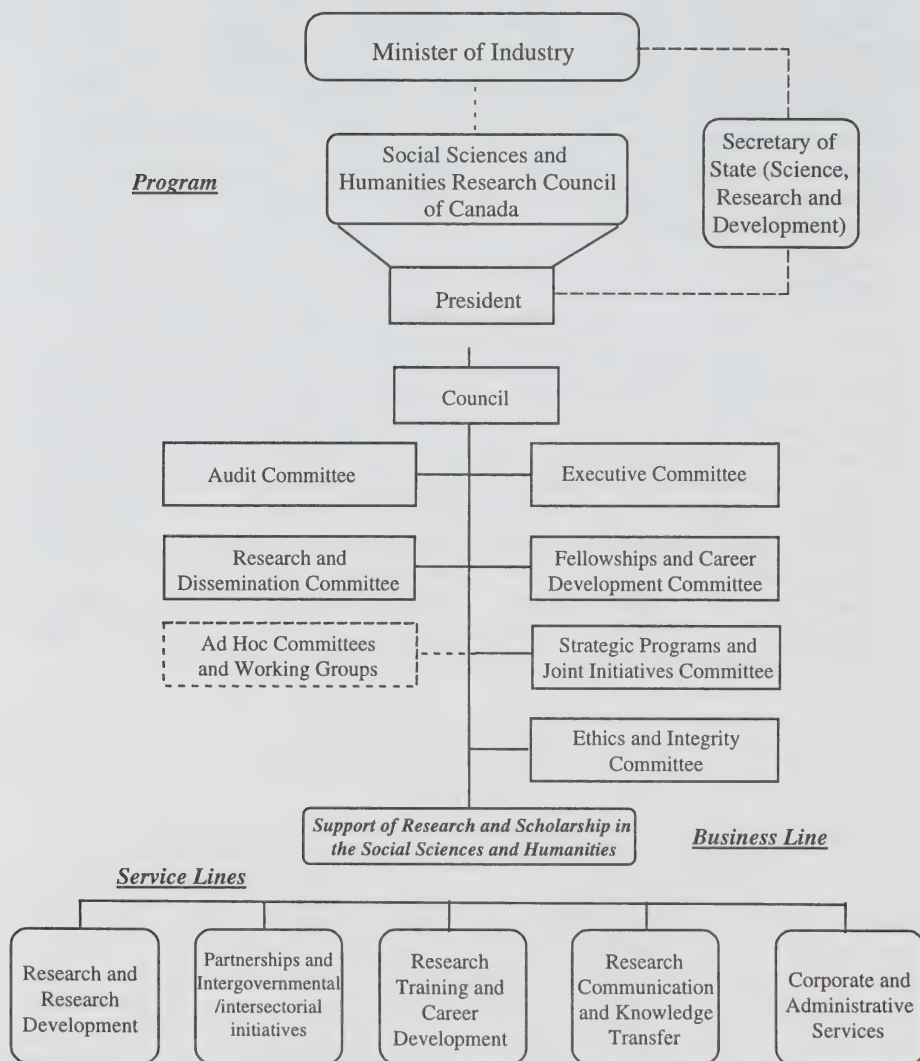 Minister of Industry
Secretary of
State (Science,
Research and
Development)
Social Sciences and
Humanities Research Council
of Canada
Program
President
Council
Audit Committee
Executive Committee
Research and
Dissemination Committee
Fellowships and Career
Development Committee
Ad Hoc Committees
and Working Groups
Strategic Programs and
Joint Initiatives Committee
Ethics and Integrity
Committee
Support of Research and Scholarship in
the Social Sciences and Humanities
Business Line
Service Lines
Research and
Research
Development
Partnerships and
Intergovernmental
/intersectorial
initiatives
Research
Training and
Career
Development
Research
Communication
and Knowledge
Transfer
Corporate and
Administrative
Services